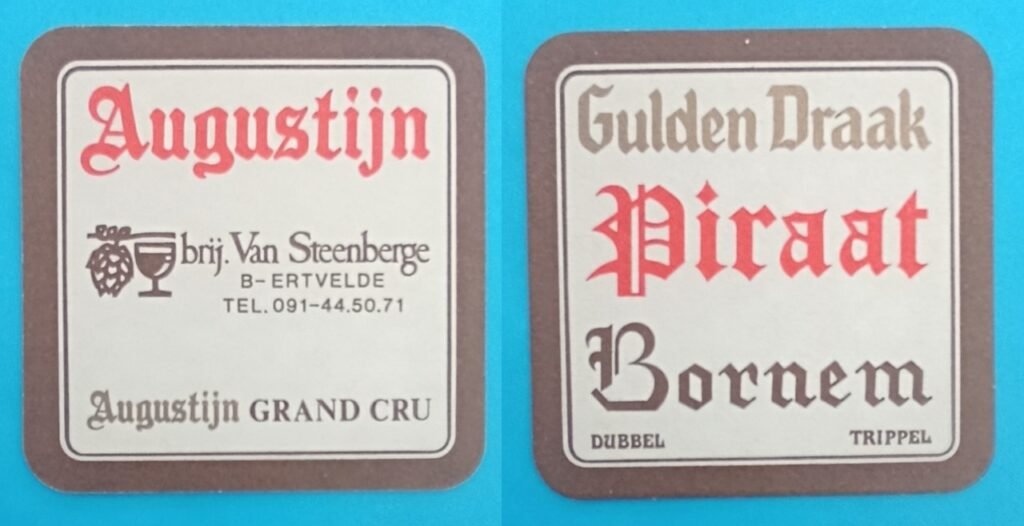 Augustijn
brij. Van Steenberge
B-ERTVELDE
TEL. 091-44.50.71
Augustijn GRAND CRU
Gulden Draak
Piraat
Bornem
DUBBEL TRIPPEL